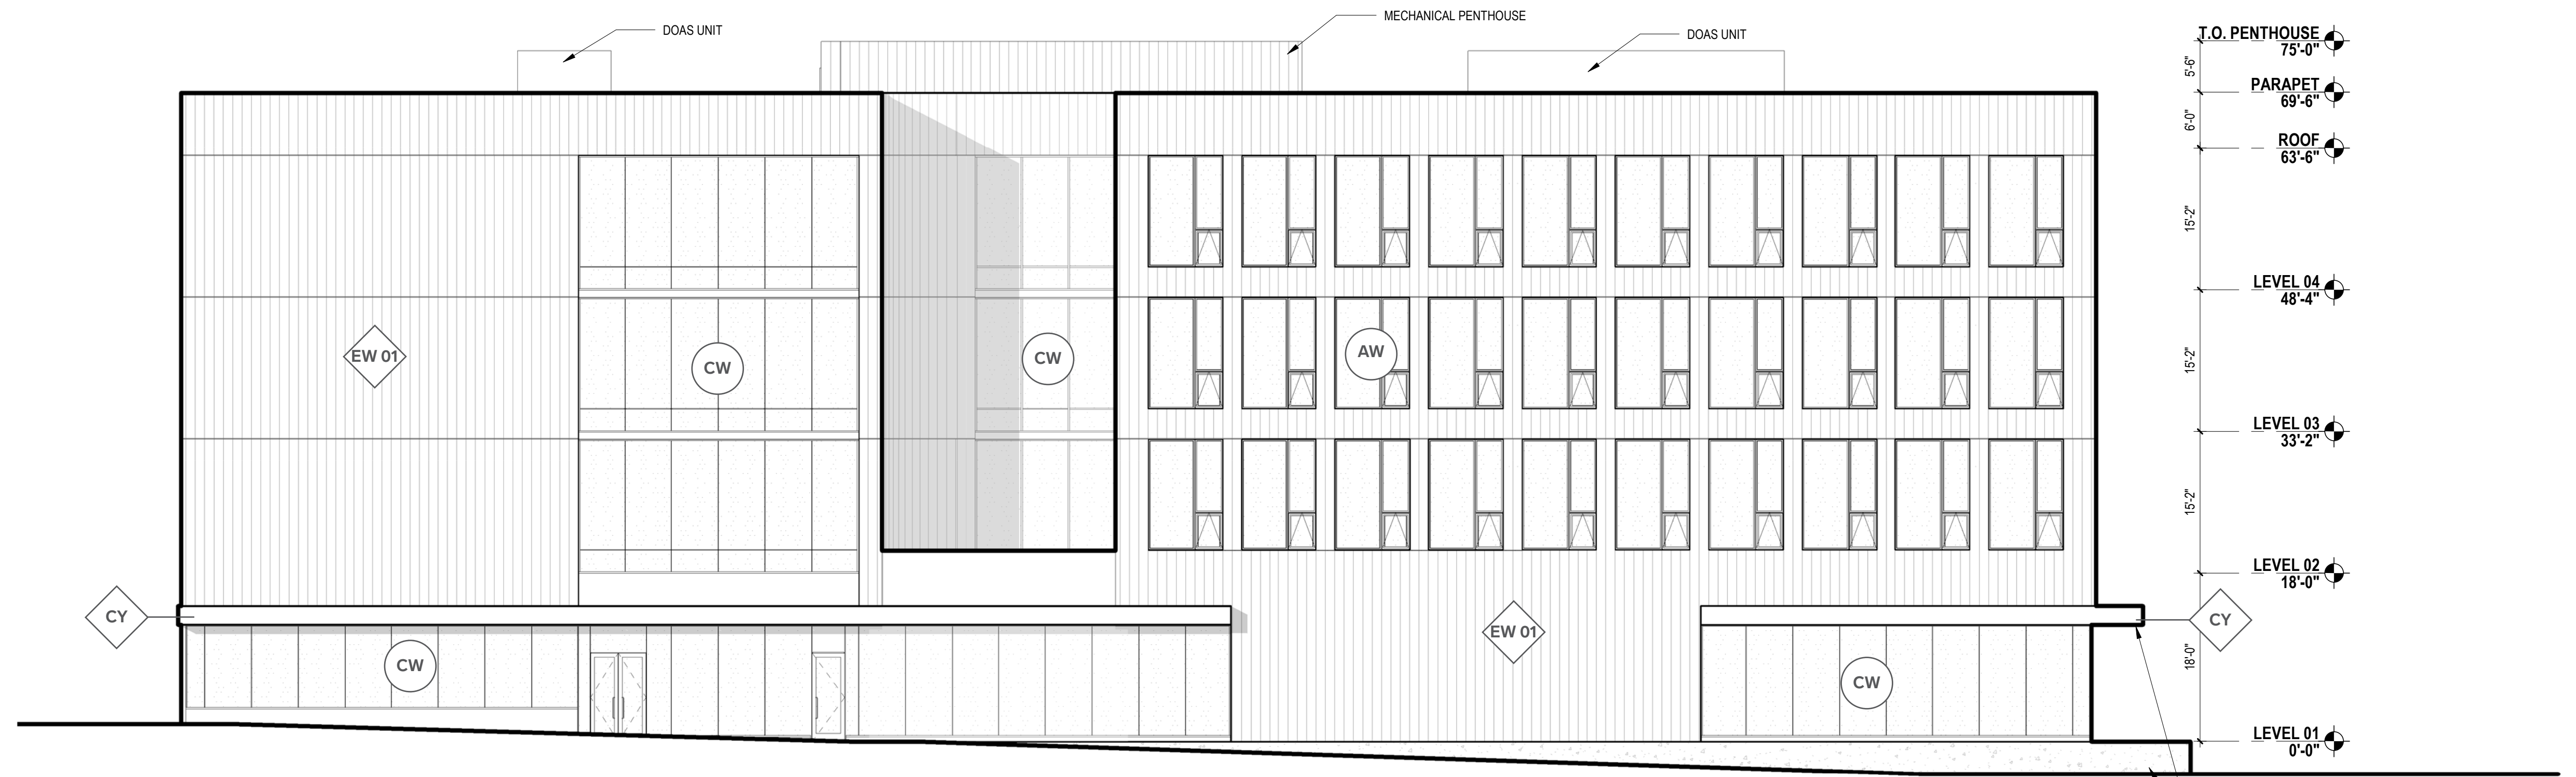 MECHANICAL PENTHOUSE
DOAS UNIT
DOAS UNIT
T.O. PENTHOUSE
75'-0"
5'-6"
PARAPET
69'-6"
6'-0"
ROOF
63'-6"
15'-2"
LEVEL 04
48'-4"
EW 01
CW
CW
AW
15'-2"
LEVEL 03
33'-2"
15'-2"
LEVEL 02
18'-0"
CY
EW 01
CY
CW
CW
18'-0"
LEVEL 01
0'-0"